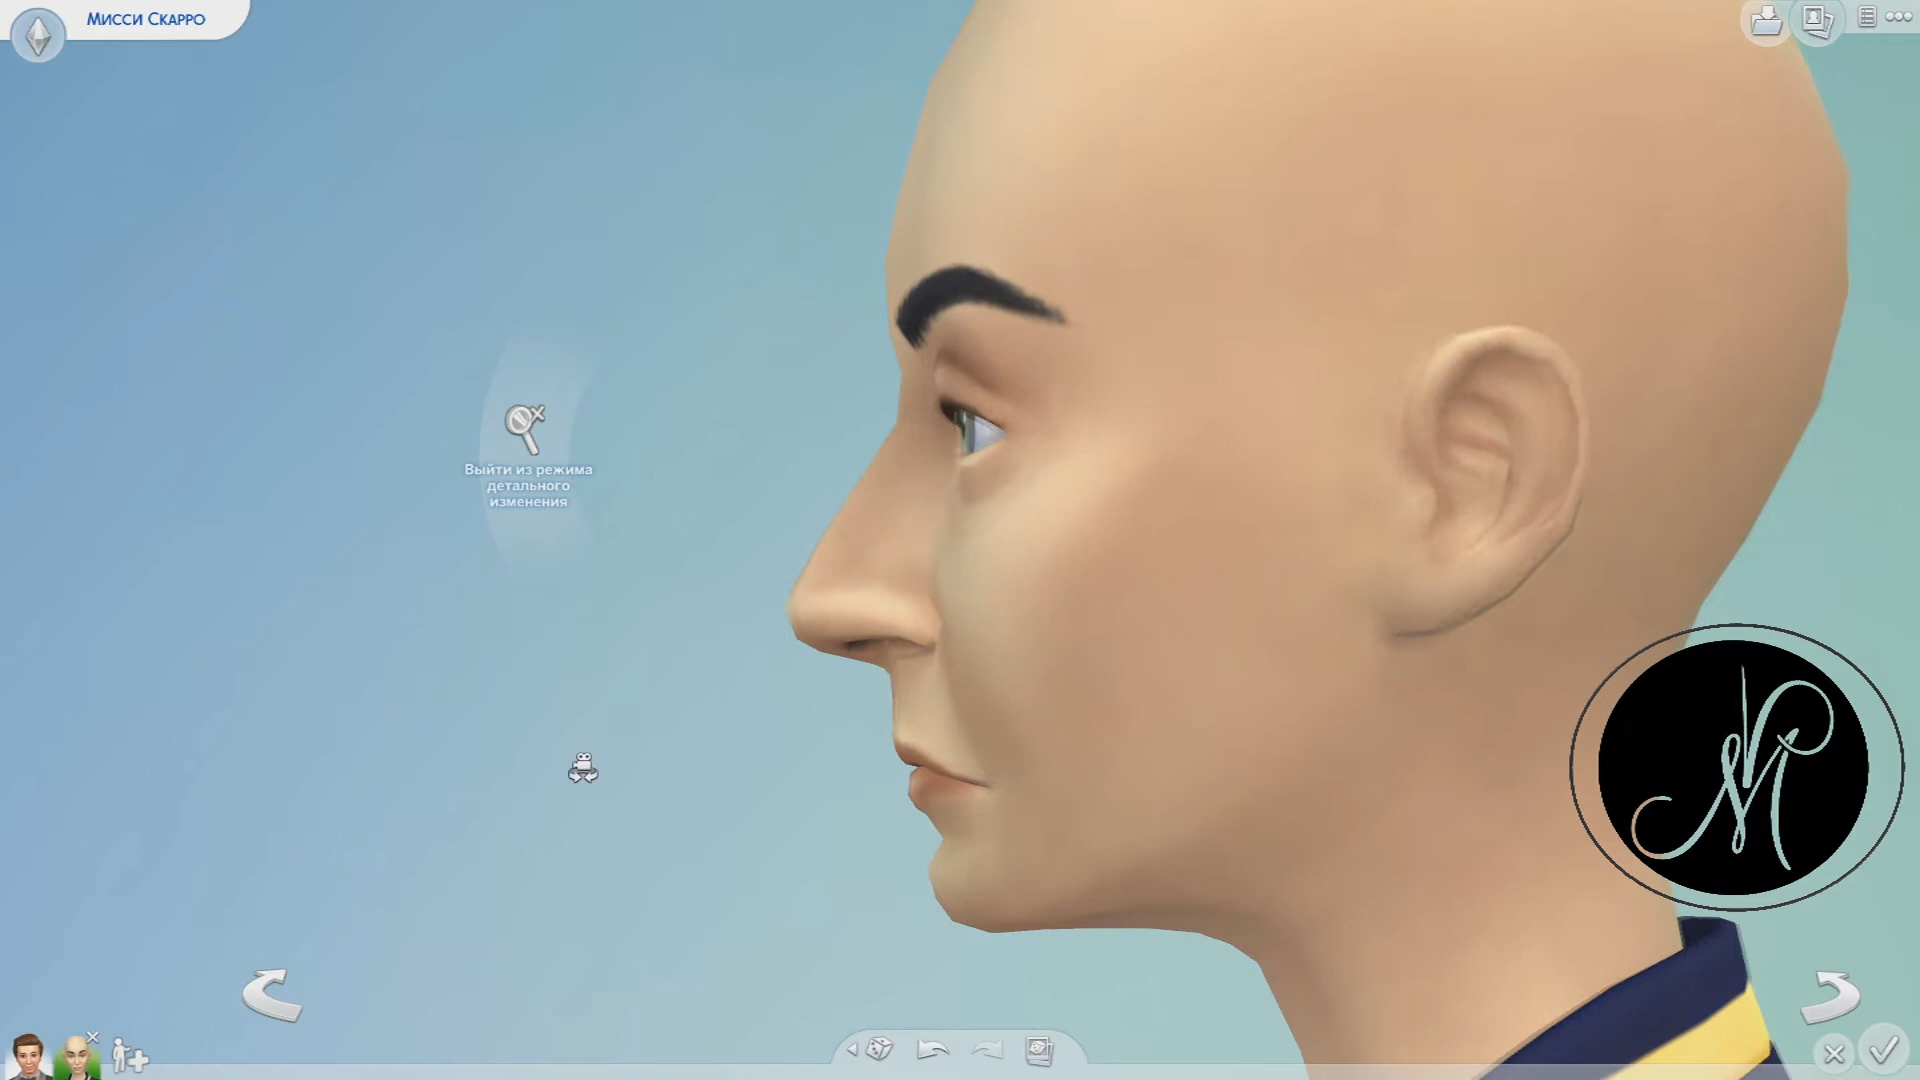 Мисси Скарро
Выйти из режима
детального
изменения